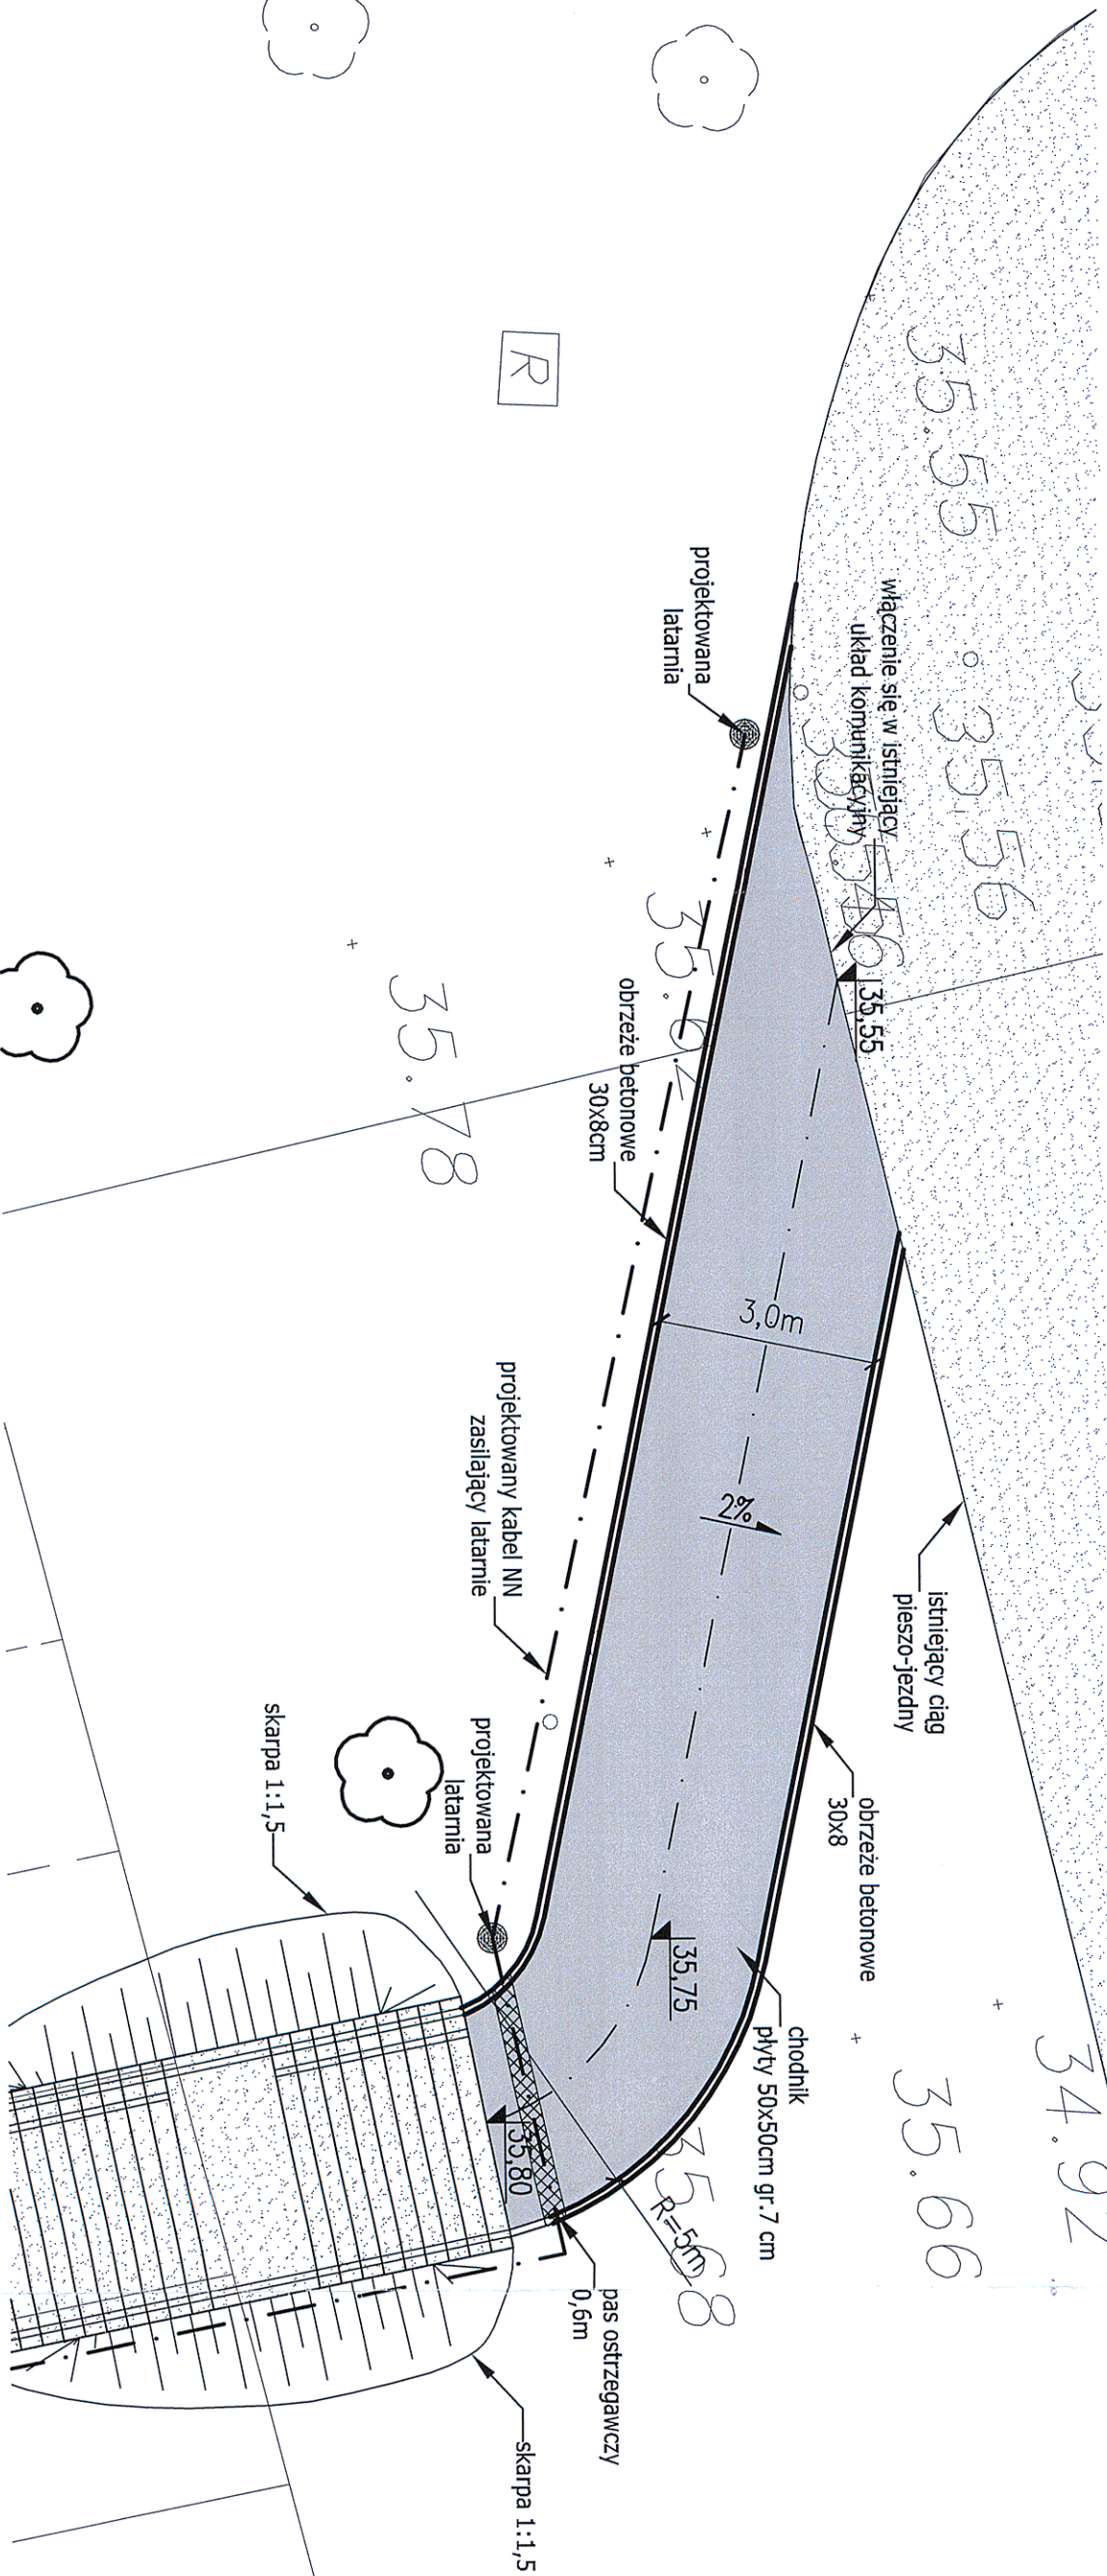 35.55
35.56
włączenie się w istniejący
układ komunikacyjny
35,55
R
projektowana
latarnia
35.78
obrzeże betonowe
30x8cm
3,0m
2%
projektowany kabel NN
zasilający latarnie
istniejący ciąg
pieszo-jezdny
obrzeże betonowe
30x8
projektowana
latarnia
skarpa 1:1,5
35,75
chodnik
płyty 50x50cm gr.7 cm
34.92
35.66
35.68
R=5m
35,80
pas ostrzegawczy
0,6m
skarpa 1:1,5